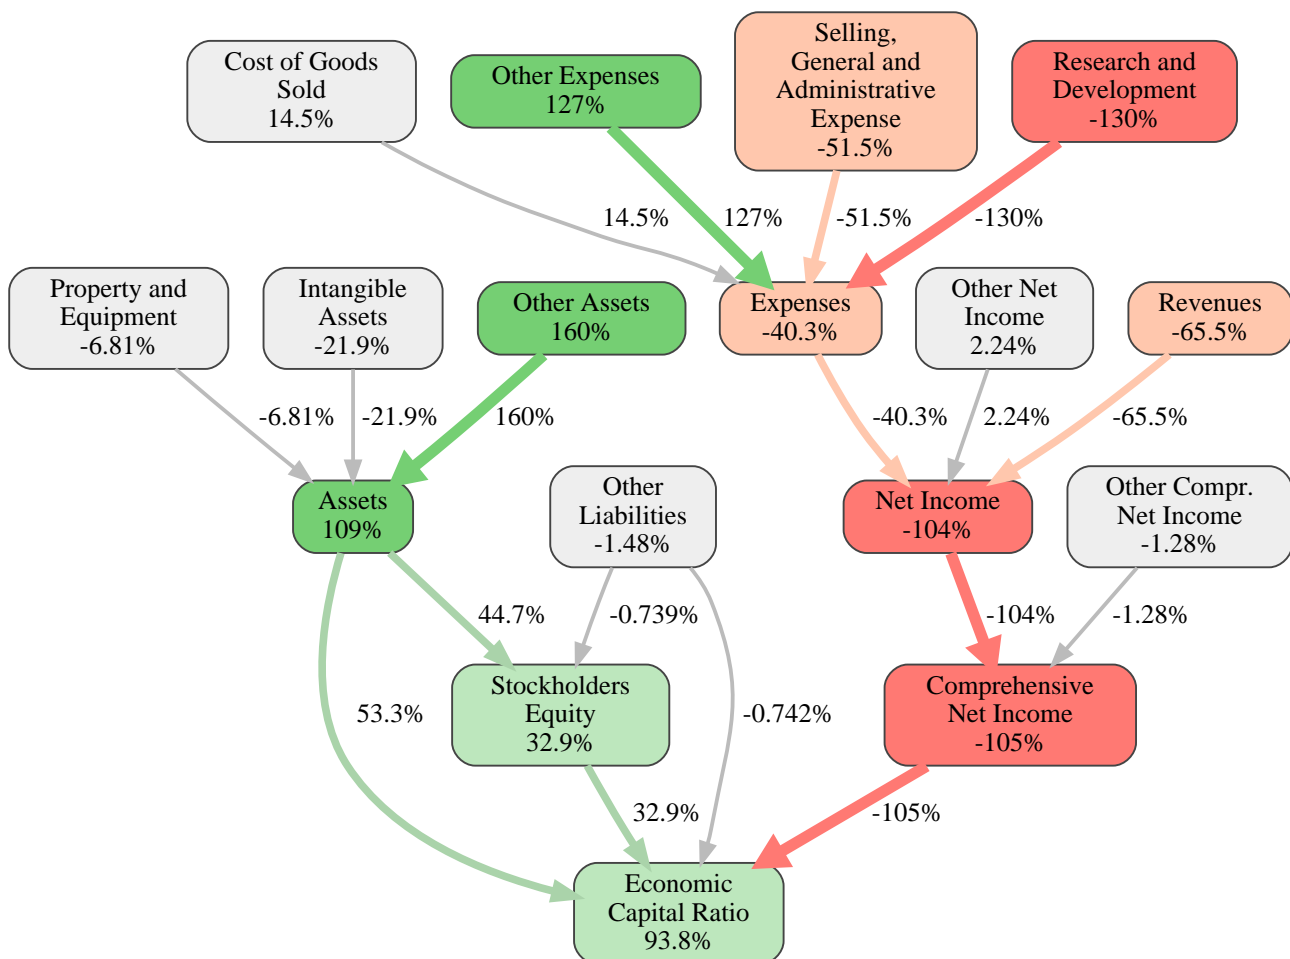 Cost of Goods
Sold
14.5%
Other Expenses
127%
Selling,
General and
Administrative
Expense
-51.5%
Research and
Development
-130%
14.5%
127%
-51.5%
-130%
Property and
Equipment
-6.81%
Intangible
Assets
-21.9%
Other Assets
160%
Expenses
-40.3%
Other Net
Income
2.24%
Revenues
-65.5%
-6.81%
-21.9%
160%
-40.3%
2.24%
-65.5%
Assets
109%
Other
Liabilities
-1.48%
Net Income
-104%
Other Compr.
Net Income
-1.28%
44.7%
-0.739%
-104%
-1.28%
53.3%
Stockholders
Equity
32.9%
-0.742%
Comprehensive
Net Income
-105%
32.9%
-105%
Economic
Capital Ratio
93.8%